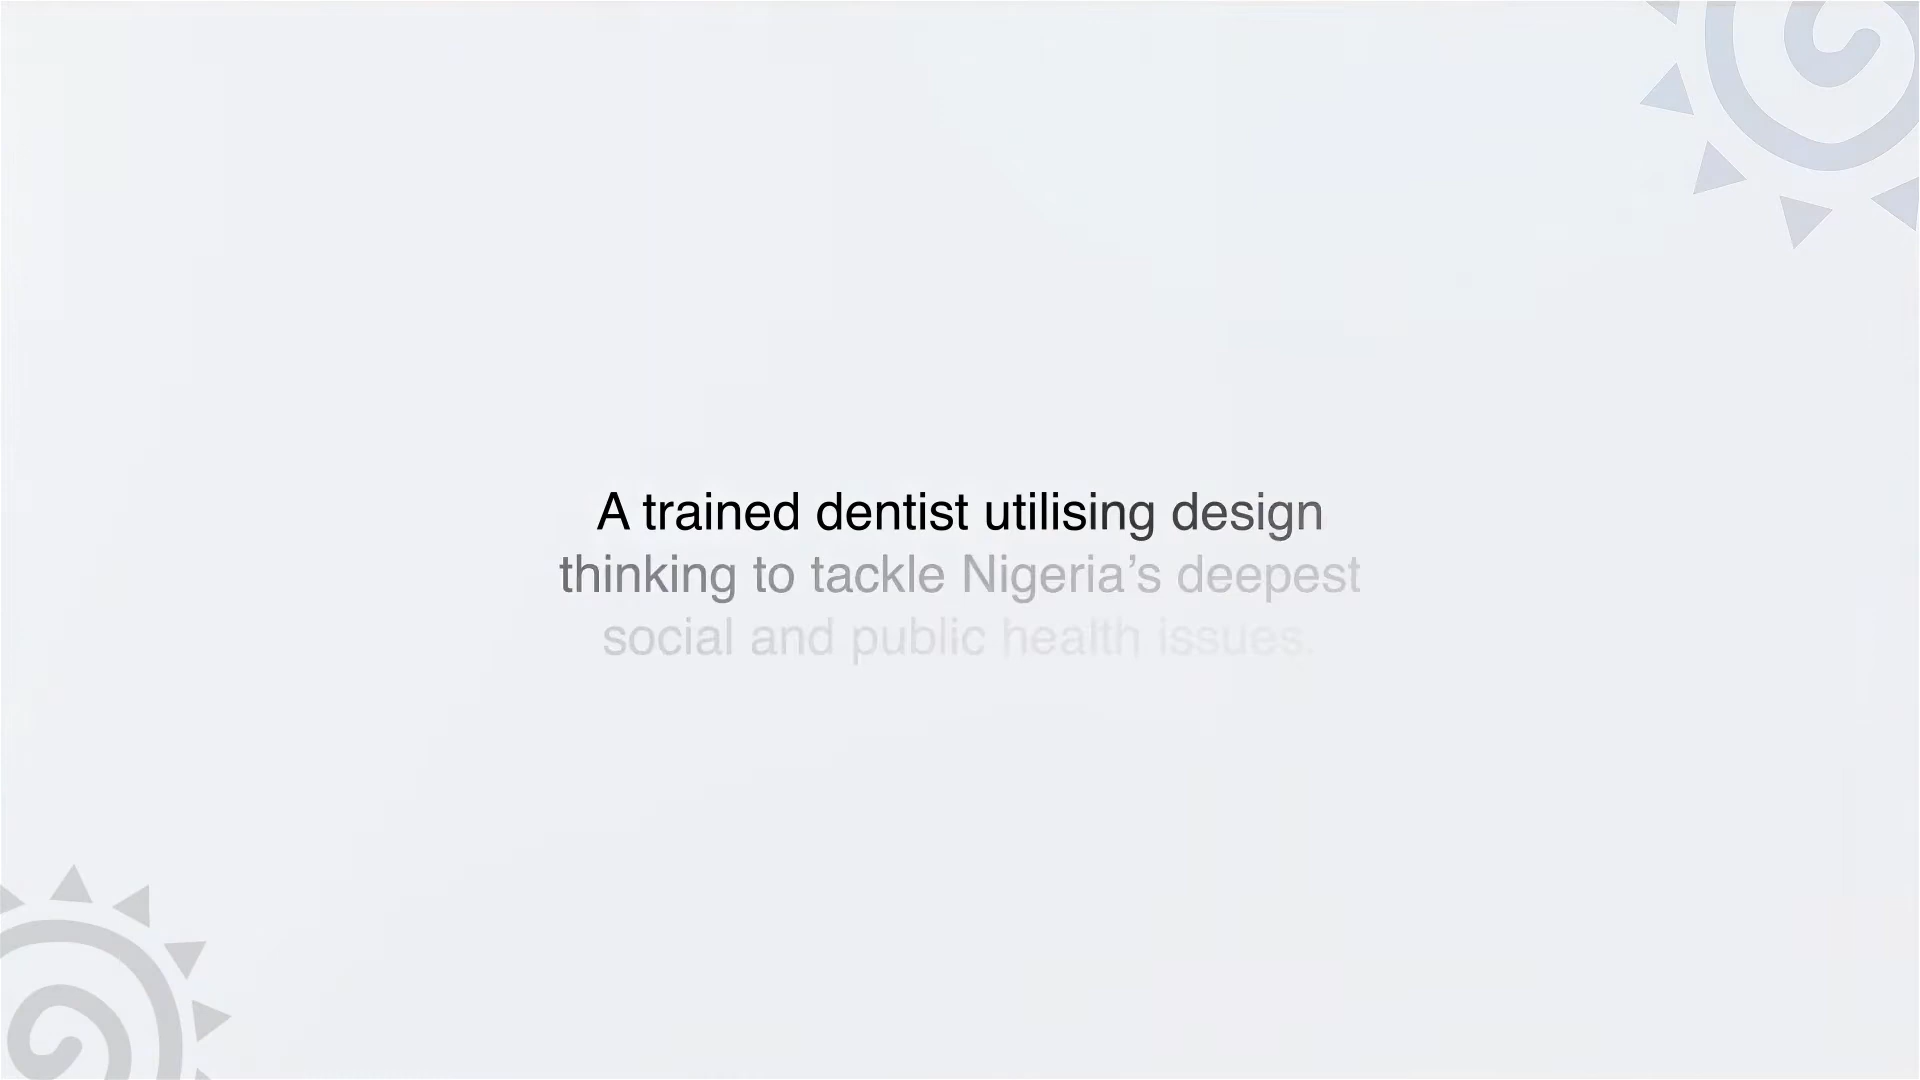 A trained dentist utilising design
thinking to tackle Nigeria’s deepest
social and public health issues.